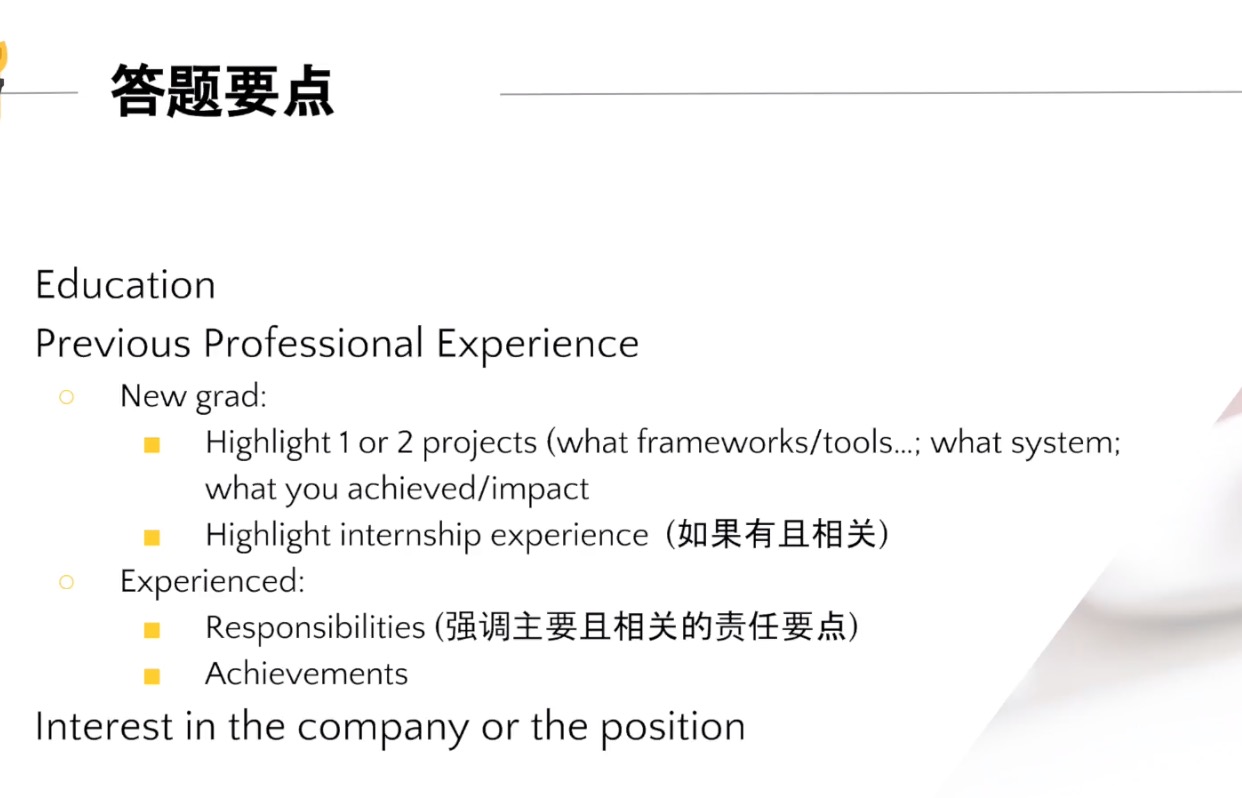 答题要点
Education
Previous Professional Experience
New grad:
Highlight 1 or 2 projects (what frameworks/tools...; what system;
what you achieved/impact
Highlight internship experience（如果有且相关）
Experienced:
Responsibilities (强调主要且相关的责任要点)
Achievements
Interest in the company or the position